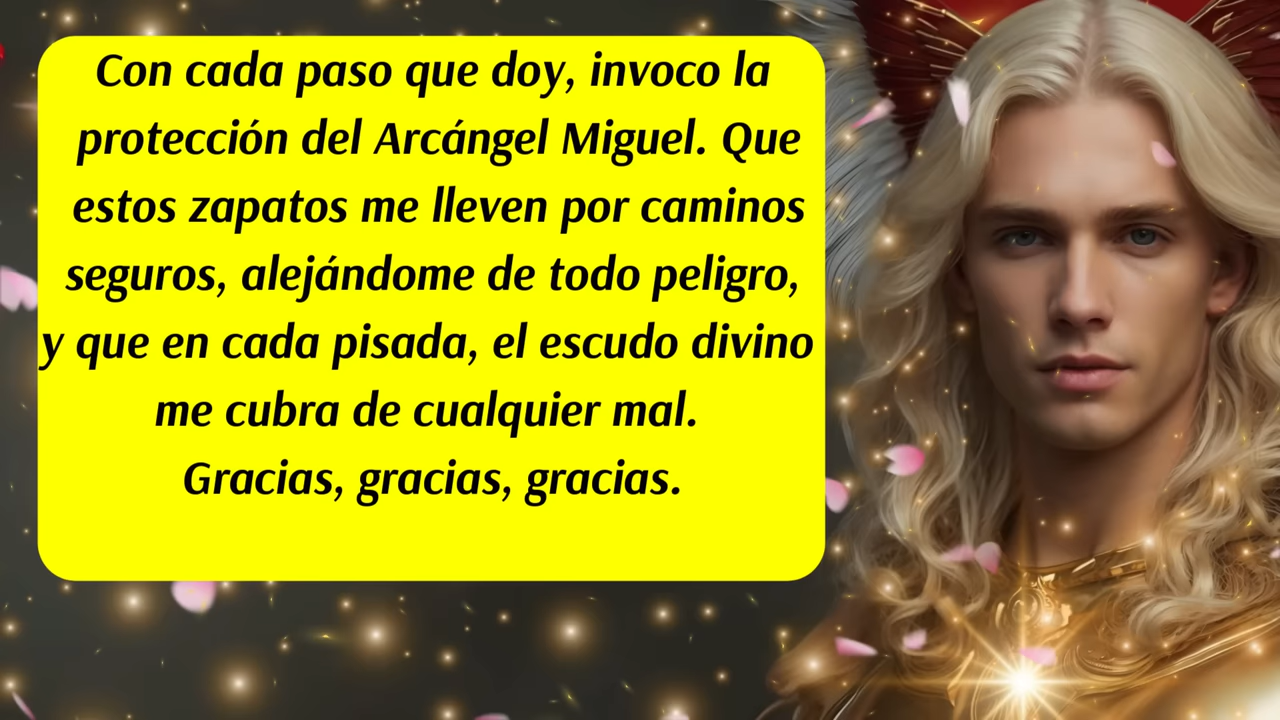 Con cada paso que doy, invoco la
protección del Arcángel Miguel. Que
estos zapatos me lleven por caminos
seguros, alejándome de todo peligro,
y que en cada pisada, el escudo divino
me cubra de cualquier mal.
Gracias, gracias, gracias.